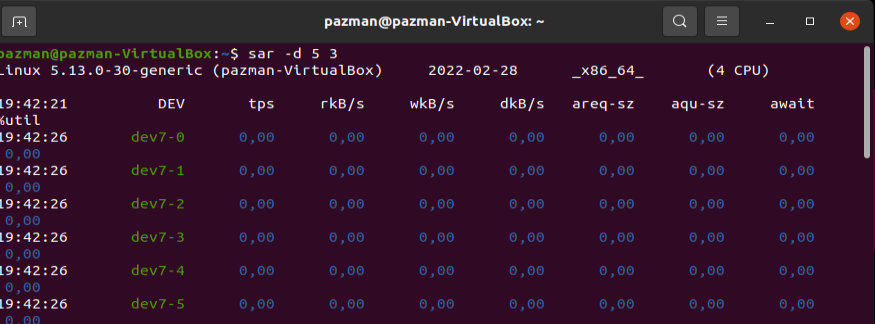 pazman@pazman-VirtualBox: ~
pazman@pazman-VirtualBox:~$ sar -d 5 3
Linux 5.13.0-30-generic (pazman-VirtualBox) 2022-02-28 _x86_64_ (4 CPU)
19:42:21 DEV tps rkB/s wkB/s dkB/s areq-sz aqu-sz await
%util
19:42:26 dev7-0 0,00 0,00 0,00 0,00 0,00 0,00 0,00
0,00
19:42:26 dev7-1 0,00 0,00 0,00 0,00 0,00 0,00 0,00
0,00
19:42:26 dev7-2 0,00 0,00 0,00 0,00 0,00 0,00 0,00
0,00
19:42:26 dev7-3 0,00 0,00 0,00 0,00 0,00 0,00 0,00
0,00
19:42:26 dev7-4 0,00 0,00 0,00 0,00 0,00 0,00 0,00
0,00
19:42:26 dev7-5 0,00 0,00 0,00 0,00 0,00 0,00 0,00